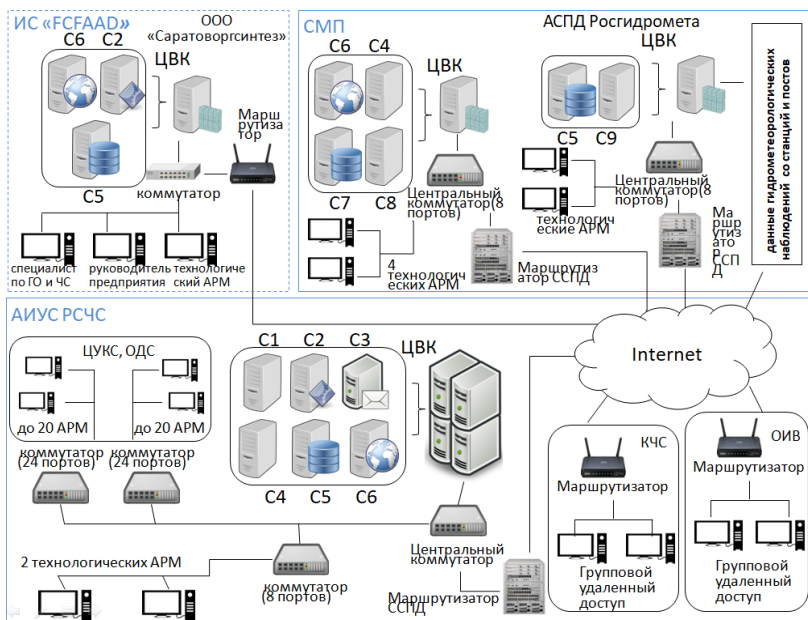 ИС «FCFAAD»
ООО
«Саратоворгсинтез»
С6 С2
ЦВК
Марш
рутиза
тор
С5
коммутатор
специалист
по ГО и ЧС
руководитель
предприятия
технологиче
ский АРМ
СМП
С6 С4
ЦВК
С7 С8
Центральный
коммутатор(8
портов)
4
технологич
еских АРМ
Маршрутиз
атор ССПД
АСПД Росгидромета
ЦВК
С5 С9
Центральный
коммутатор(8
портов)
технологич
еские АРМ
Ма
ршр
утиз
атор
ССП
Д
данные гидрометеорологических
наблюдений со станций и постов
АИУС РСЧС
ЦУКС, ОДС
до 20 АРМ
до 20 АРМ
коммутатор
(24 портов)
коммутатор
(24 портов)
С1 С2 С3
ЦВК
С4 С5 С6
Центральный
коммутатор
2 технологических АРМ
коммутатор
(8 портов)
Маршрутизатор
ССПД
Internet
КЧС
Маршрутизатор
Групповой
удаленный
доступ
ОИВ
Маршрутизатор
Групповой
удаленный
доступ